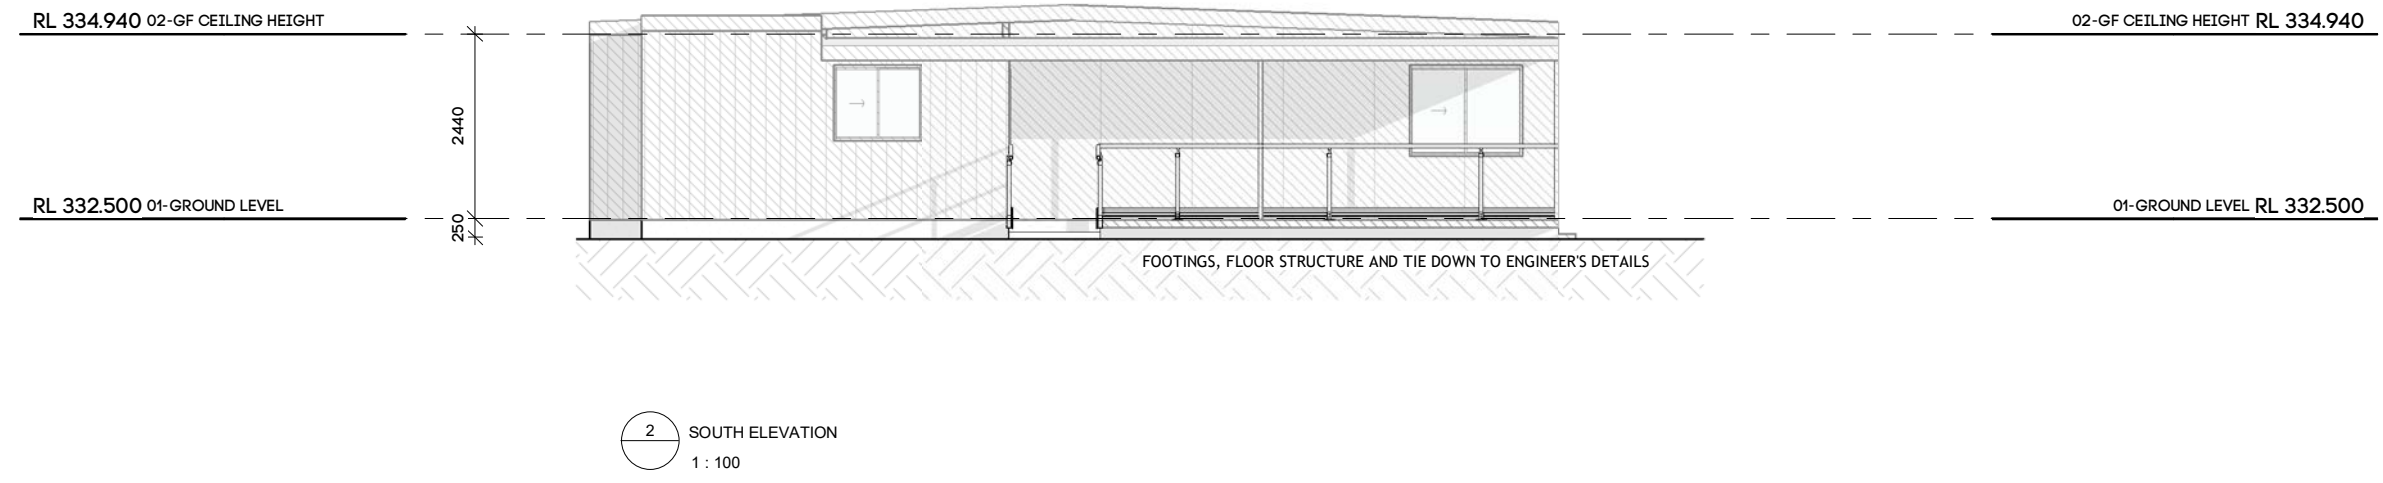 RL 334.940 02-GF CEILING HEIGHT
02-GF CEILING HEIGHT RL 334.940
2440
RL 332.500 01-GROUND LEVEL
01-GROUND LEVEL RL 332.500
250
FOOTINGS, FLOOR STRUCTURE AND TIE DOWN TO ENGINEER'S DETAILS
2 SOUTH ELEVATION
1 : 100